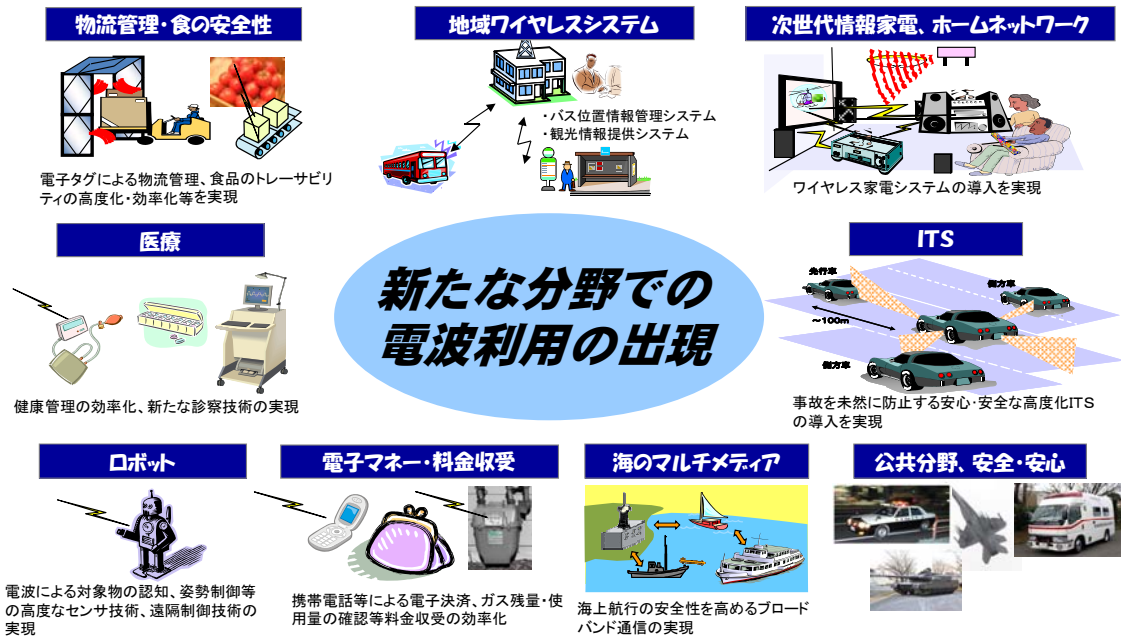 物流管理・食の安全性
電子タグによる物流管理、食品のトレーサビリ
ティの高度化・効率化等を実現
地域ワイヤレスシステム
・バス位置情報管理システム
・観光情報提供システム
次世代情報家電、ホームネットワーク
ワイヤレス家電システムの導入を実現
医療
健康管理の効率化、新たな診察技術の実現
新たな分野での
電波利用の出現
ITS
先行車
側方車
～100m
側方車
事故を未然に防止する安心・安全な高度化ITS
の導入を実現
ロボット
電波による対象物の認知、姿勢制御等
の高度なセンサ技術、遠隔制御技術の
実現
電子マネー・料金収受
携帯電話等による電子決済、ガス残量・使
用量の確認等料金収受の効率化
海のマルチメディア
海上航行の安全性を高めるブロード
バンド通信の実現
公共分野、安全・安心